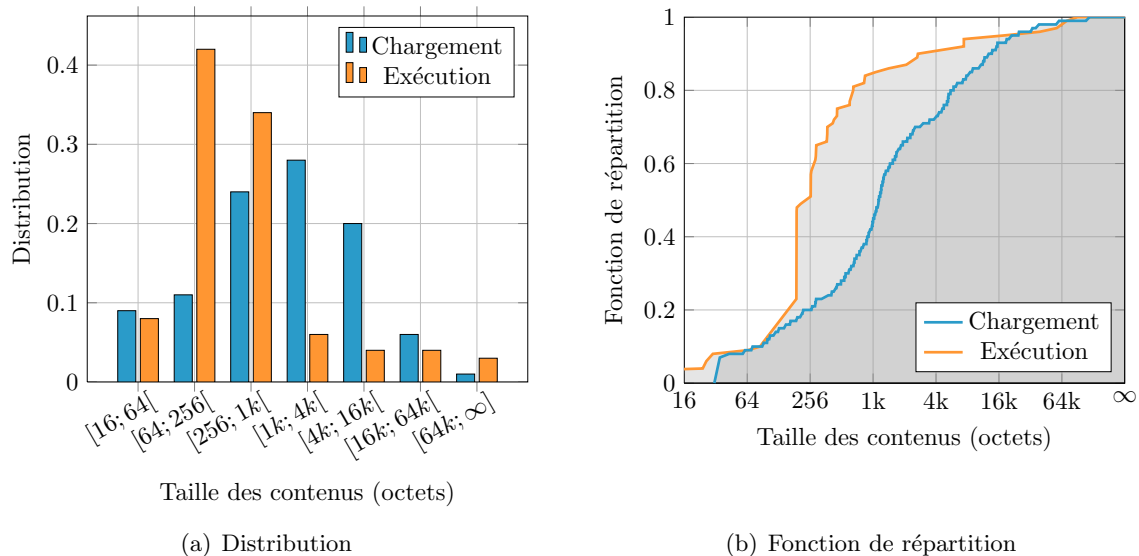 0.4
0.3
0.2
0.1
0
Distribution
Chargement
Exécution
[16; 64[
[64; 256[
[256; 1k[
[1k; 4k[
[4k; 16k[
[16k; 64k[
[64k; ∞]
Taille des contenus (octets)
(a) Distribution
1
0.8
0.6
0.4
0.2
0
Fonction de répartition
Chargement
Exécution
16 64 256 1k 4k 16k 64k ∞
Taille des contenus (octets)
(b) Fonction de répartition